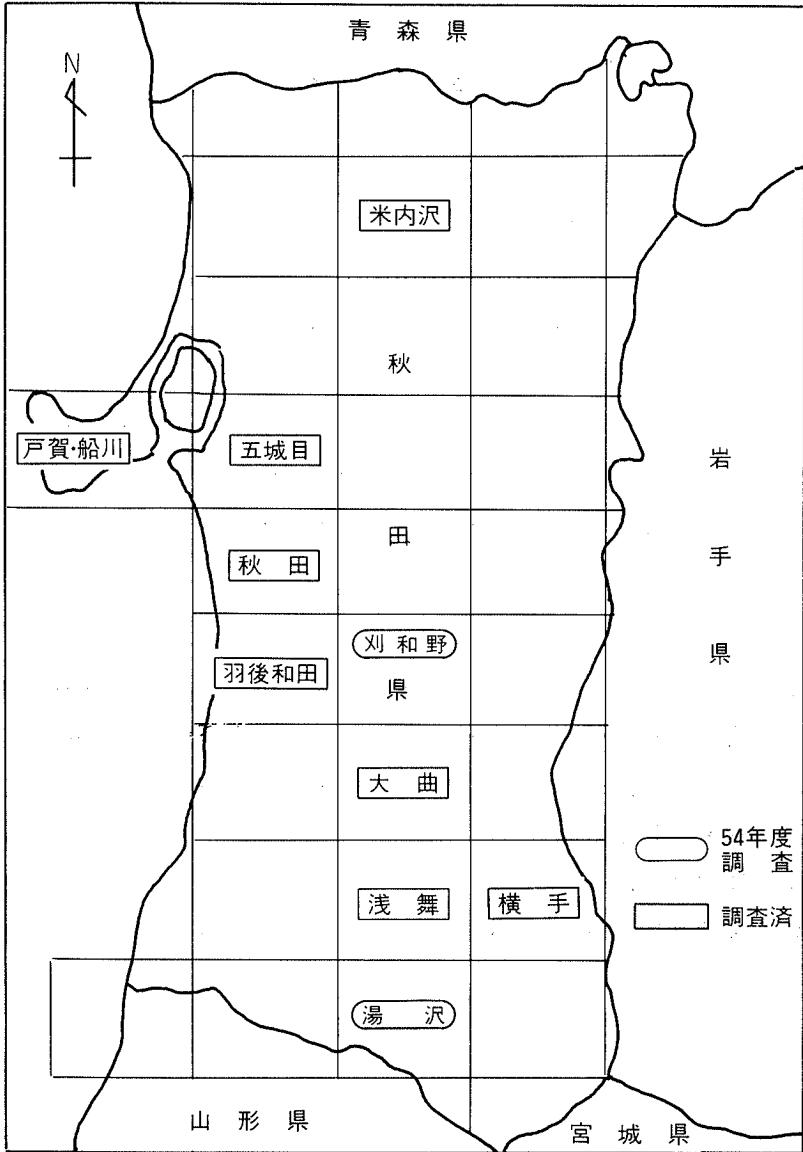 青森県
N
米内沢
秋田県
戸賀・船川
五城目
岩手県
秋田
刈和野
羽後和田
大曲
54年度
調査
浅舞
横手
調査済
湯沢
山形県
宮城県